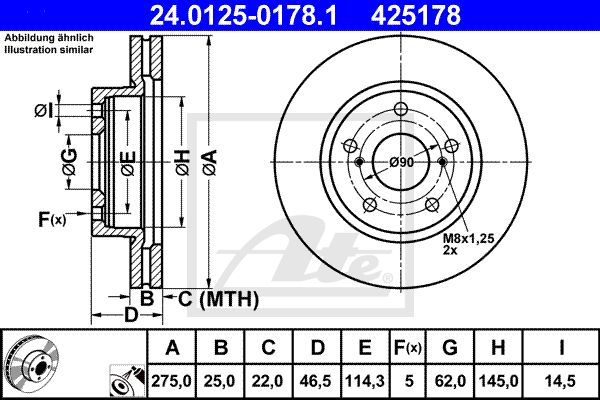 24.0125-0178.1 425178
Abbildung ähnlich
Illustration similar
ØI
ØG
ØE
ØH
ØA
F(x)
B
C (MTH)
D
Ø90
M8x1,25
2x
Ate
A B C D E F(x) G H I
275,0 25,0 22,0 46,5 114,3 5 62,0 145,0 14,5